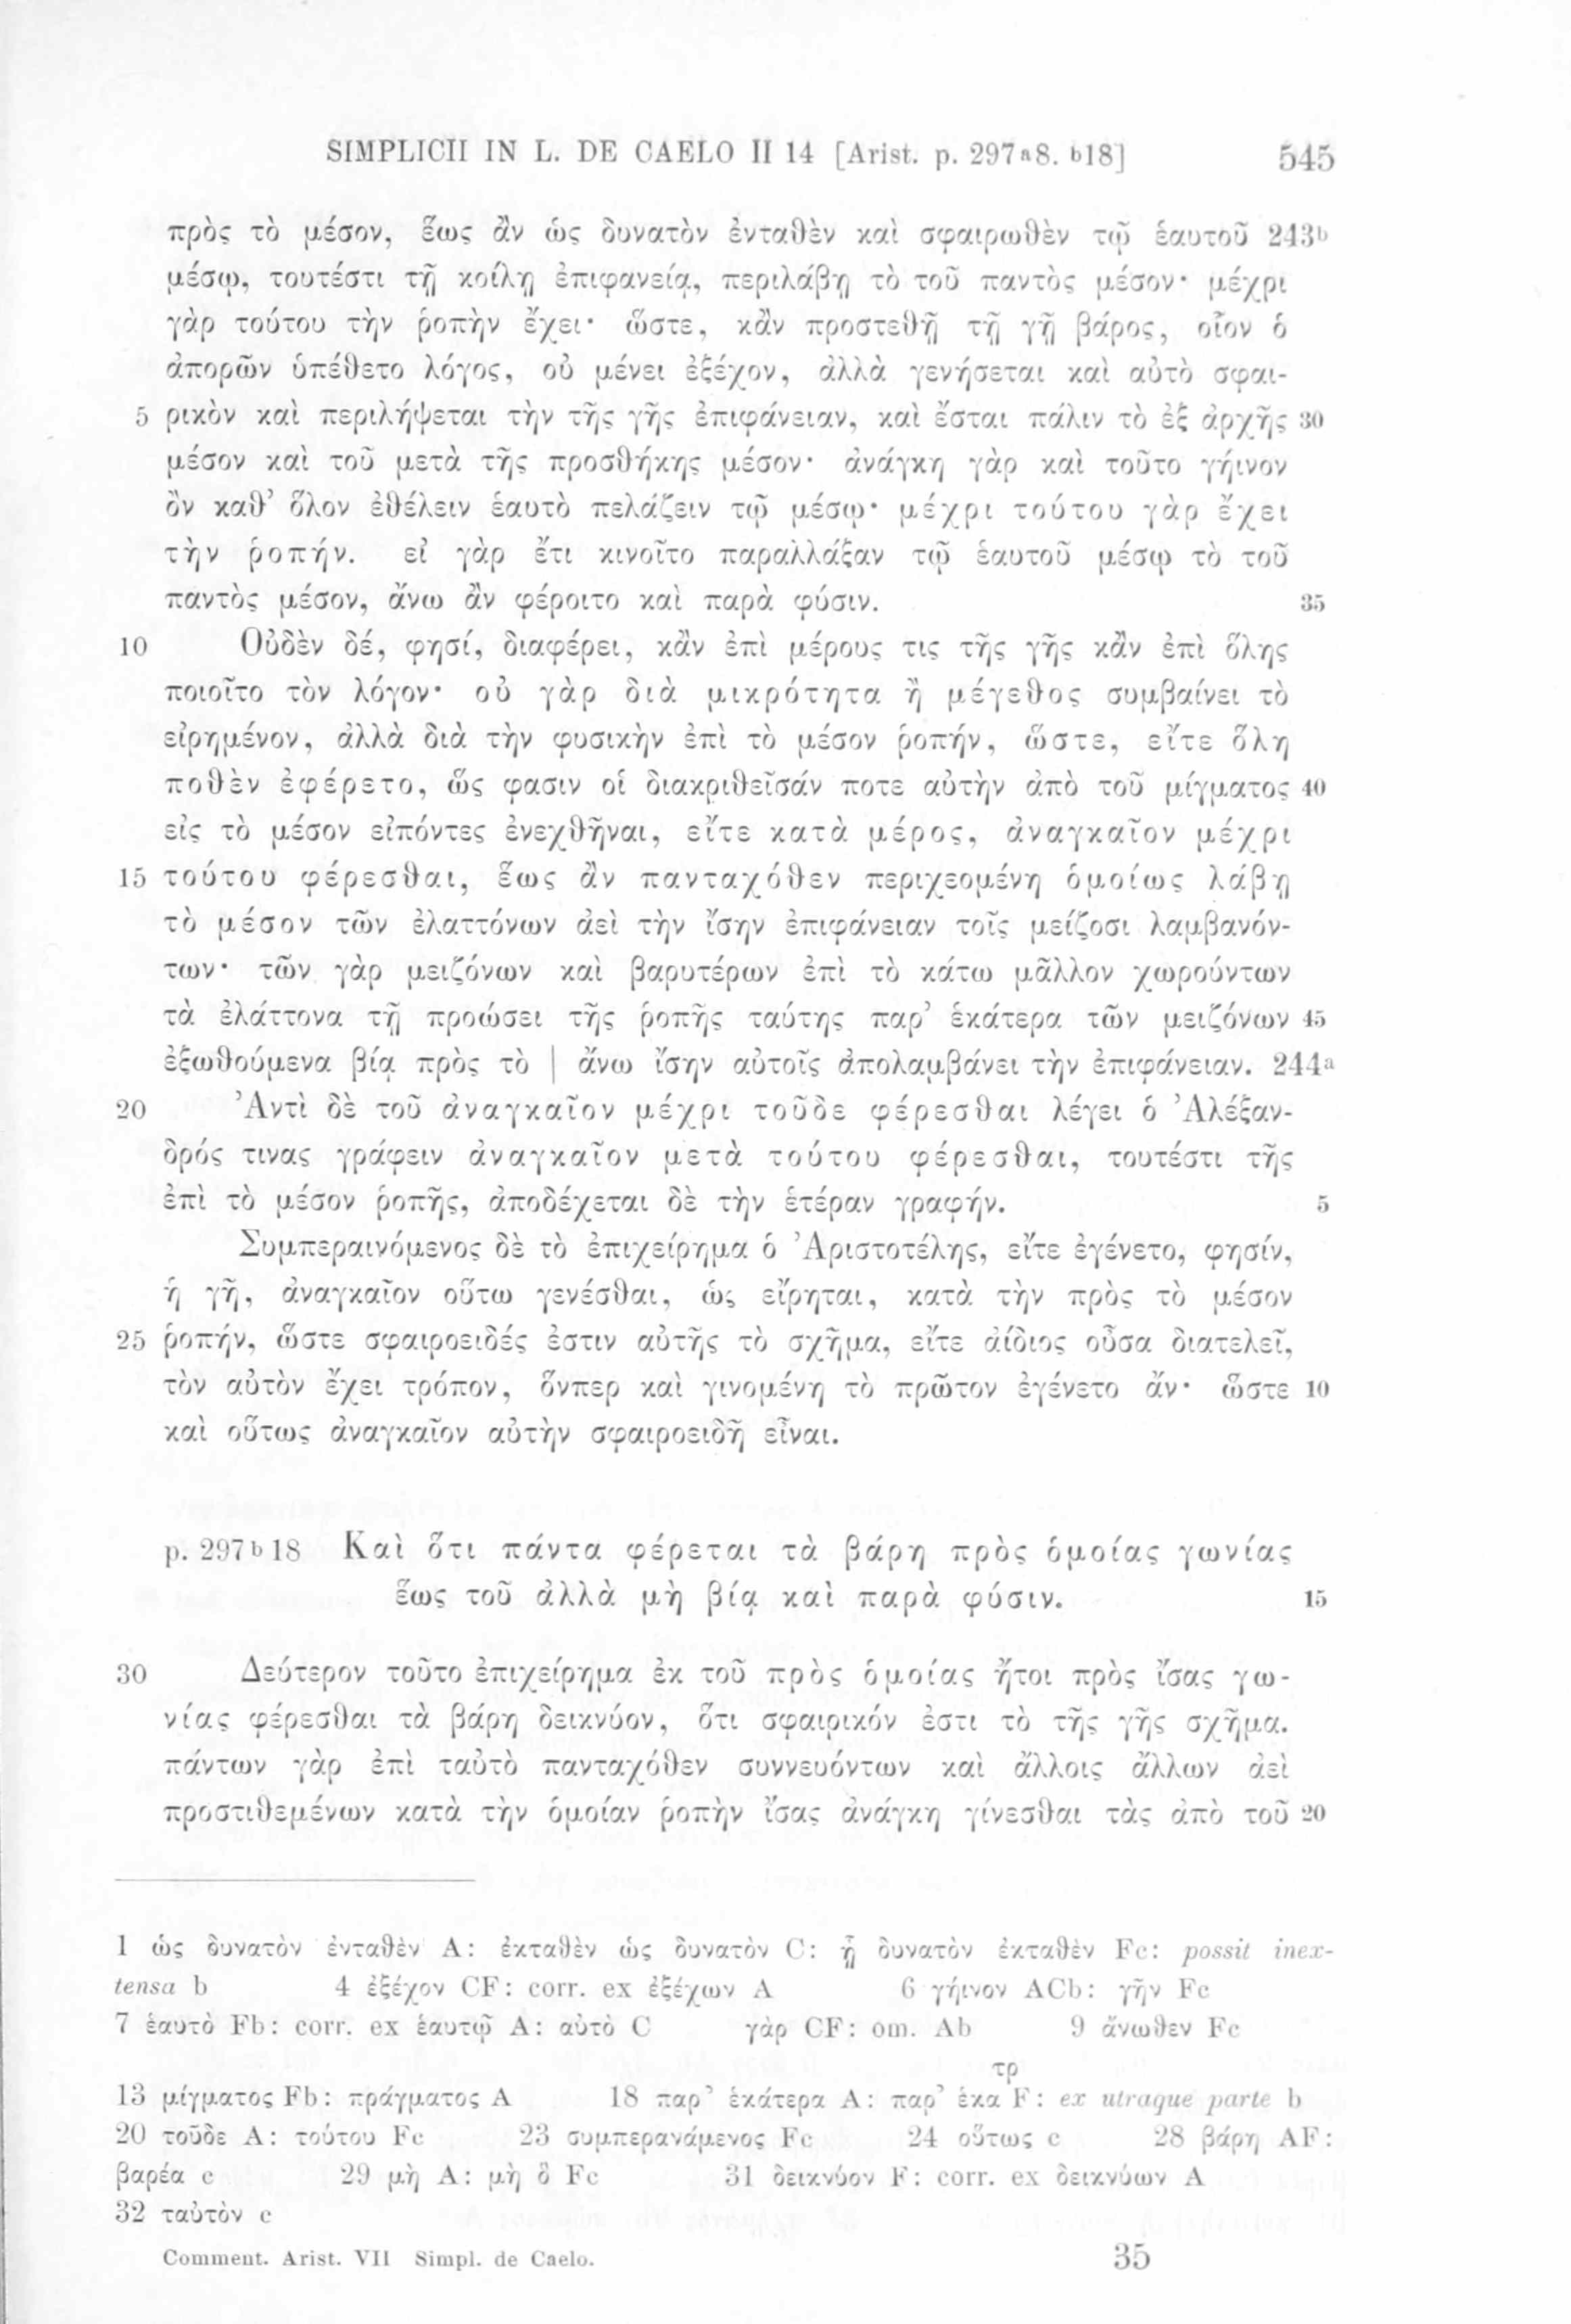 SIMPLICII IN L. DE CAELO II 14 [Arist. p. 297a8. b18] 545
πρὸς τὸ μέσον, ἕως ἂν ὡς δυνατὸν ἐνταθὲν καὶ σφαιρωθὲν τῷ ἑαυτοῦ 243b
μέσῳ, τουτέστι τῇ κοίλῃ ἐπιφανείᾳ, περιλάβῃ τὸ τοῦ παντὸς μέσον· μέχρι
γὰρ τούτου τὴν ῥοπὴν ἔχει· ὥστε, κἂν προστεθῇ τῇ γῇ βάρος, οἷον ὁ
ἀπορῶν ὑπέθετο λόγος, οὐ μένει ἐξέχον, ἀλλὰ γενήσεται καὶ αὐτὸ σφαι-
5 ρικὸν καὶ περιλήψεται τὴν τῆς γῆς ἐπιφάνειαν, καὶ ἔσται πάλιν τὸ ἐξ ἀρχῆς 30
μέσον καὶ τοῦ μετὰ τῆς προσθήκης μέσον· ἀνάγκη γὰρ καὶ τοῦτο γήινον
ὂν καθ’ ὅλον ἐθέλειν ἑαυτὸ πελάζειν τῷ μέσῳ· μέχρι τούτου γὰρ ἔχει
τὴν ῥοπήν. εἰ γὰρ ἔτι κινοῖτο παραλλάξαν τῷ ἑαυτοῦ μέσῳ τὸ τοῦ
παντὸς μέσον, ἄνω ἂν φέροιτο καὶ παρὰ φύσιν. 35
10 Οὐδὲν δέ, φησί, διαφέρει, κἂν ἐπὶ μέρους τις τῆς γῆς κἂν ἐπὶ ὅλης
ποιοῖτο τὸν λόγον· οὐ γὰρ διὰ μικρότητα ἢ μέγεθος συμβαίνει τὸ
εἰρημένον, ἀλλὰ διὰ τὴν φυσικὴν ἐπὶ τὸ μέσον ῥοπήν, ὥστε, εἴτε ὅλη
ποθὲν ἐφέρετο, ὥς φασιν οἱ διακριθεῖσάν ποτε αὐτὴν ἀπὸ τοῦ μίγματος 40
εἰς τὸ μέσον εἰπόντες ἐνεχθῆναι, εἴτε κατὰ μέρος, ἀναγκαῖον μέχρι
15 τούτου φέρεσθαι, ἕως ἂν πανταχόθεν περιχεομένη ὁμοίως λάβῃ
τὸ μέσον τῶν ἐλαττόνων ἀεὶ τὴν ἴσην ἐπιφάνειαν τοῖς μείζοσι λαμβανόν-
των· τῶν γὰρ μειζόνων καὶ βαρυτέρων ἐπὶ τὸ κάτω μᾶλλον χωρούντων
τὰ ἐλάττονα τῇ προώσει τῆς ῥοπῆς ταύτης παρ’ ἑκάτερα τῶν μειζόνων 45
ἐξωθούμενα βίᾳ πρὸς τὸ | ἄνω ἴσην αὐτοῖς ἀπολαμβάνει τὴν ἐπιφάνειαν. 244a
20 Ἀντὶ δὲ τοῦ ἀναγκαῖον μέχρι τοῦδε φέρεσθαι λέγει ὁ Ἀλέξαν-
δρός τινας γράφειν ἀναγκαῖον μετὰ τούτου φέρεσθαι, τουτέστι τῆς
ἐπὶ τὸ μέσον ῥοπῆς, ἀποδέχεται δὲ τὴν ἑτέραν γραφήν. 5
Συμπεραινόμενος δὲ τὸ ἐπιχείρημα ὁ Ἀριστοτέλης, εἴτε ἐγένετο, φησίν,
ἡ γῆ, ἀναγκαῖον οὕτω γενέσθαι, ὡς εἴρηται, κατὰ τὴν πρὸς τὸ μέσον
25 ῥοπήν, ὥστε σφαιροειδές ἐστιν αὐτῆς τὸ σχῆμα, εἴτε ἀίδιος οὖσα διατελεῖ,
τὸν αὐτὸν ἔχει τρόπον, ὅνπερ καὶ γινομένη τὸ πρῶτον ἐγένετο ἄν· ὥστε 10
καὶ οὕτως ἀναγκαῖον αὐτὴν σφαιροειδῆ εἶναι.
p. 297b18 Καὶ ὅτι πάντα φέρεται τὰ βάρη πρὸς ὁμοίας γωνίας
ἕως τοῦ ἀλλὰ μὴ βίᾳ καὶ παρὰ φύσιν. 15
30 Δεύτερον τοῦτο ἐπιχείρημα ἐκ τοῦ πρὸς ὁμοίας ἤτοι πρὸς ἴσας γω-
νίας φέρεσθαι τὰ βάρη δεικνύον, ὅτι σφαιρικόν ἐστι τὸ τῆς γῆς σχῆμα.
πάντων γὰρ ἐπὶ ταὐτὸ πανταχόθεν συννευόντων καὶ ἄλλοις ἄλλων ἀεὶ
προστιθεμένων κατὰ τὴν ὁμοίαν ῥοπὴν ἴσας ἀνάγκη γίνεσθαι τὰς ἀπὸ τοῦ 20
1 ὡς δυνατὸν ἐνταθὲν A: ἐκταθὲν ὡς δυνατὸν C: ᾗ δυνατὸν ἐκταθὲν Fc: possit inex-
tensa b 4 ἐξέχον CF: corr. ex ἐξέχων A 6 γήινον ACb: γῆν Fc
7 ἑαυτὸ Fb: corr. ex ἑαυτῷ A: αὐτὸ C γὰρ CF: om. Ab 9 ἄνωθεν Fc
τρ
13 μίγματος Fb: πράγματος A 18 παρ’ ἑκάτερα A: παρ’ ἑκα F: ex utraque parte b
20 τοῦδε A: τούτου Fc 23 συμπερανάμενος Fc 24 οὕτως c 28 βάρη AF:
βαρέα c 29 μὴ A: μὴ ὃ Fc 31 δεικνύον F: corr. ex δεικνύων A
32 ταὐτὸν c
Comment. Arist. VII Simpl. de Caelo. 35